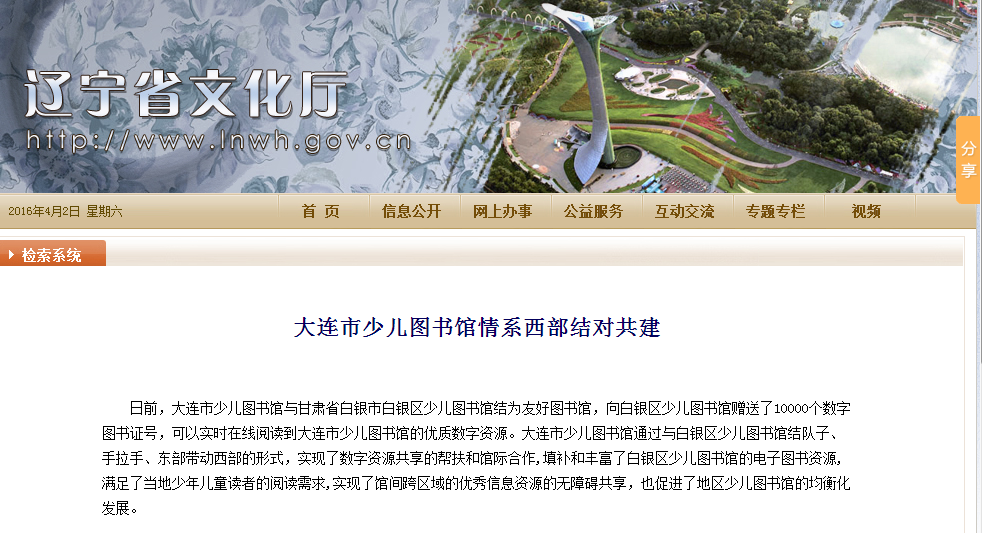 辽宁省文化厅
http://www.lnwh.gov.cn
分享
2016年4月2日 星期六 首 页 信息公开 网上办事 公益服务 互动交流 专题专栏 视频
检索系统
大连市少儿图书馆情系西部结对共建
日前，大连市少儿图书馆与甘肃省白银市白银区少儿图书馆结为友好图书馆，向白银区少儿图书馆赠送了10000个数字
图书证号，可以实时在线阅读到大连市少儿图书馆的优质数字资源。大连市少儿图书馆通过与白银区少儿图书馆结队子、
手拉手、东部带动西部的形式，实现了数字资源共享的帮扶和馆际合作,填补和丰富了白银区少儿图书馆的电子图书资源,
满足了当地少年儿童读者的阅读需求,实现了馆间跨区域的优秀信息资源的无障碍共享，也促进了地区少儿图书馆的均衡化
发展。